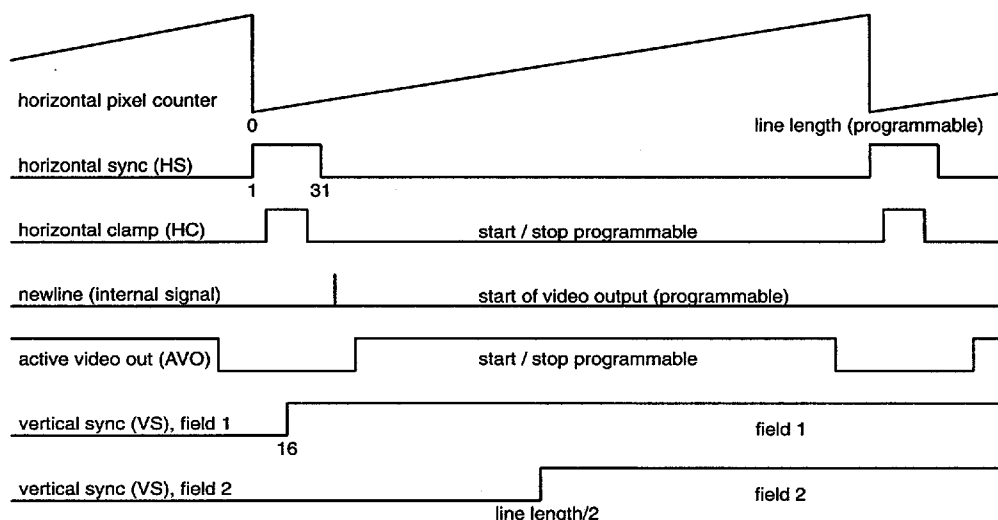 horizontal pixel counter
0
line length (programmable)
horizontal sync (HS)
1
31
horizontal clamp (HC)
start / stop programmable
newline (internal signal)
start of video output (programmable)
active video out (AVO)
start / stop programmable
vertical sync (VS), field 1
16
field 1
vertical sync (VS), field 2
line length/2
field 2